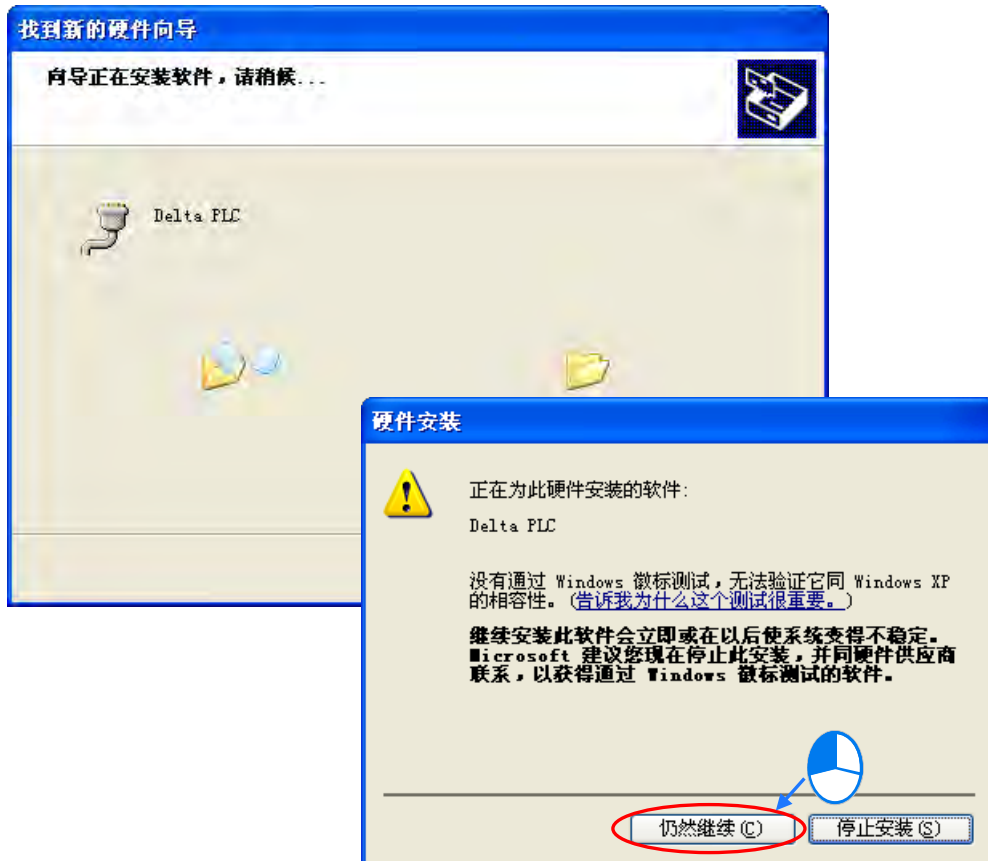 找到新的硬件向导
向导正在安装软件，请稍候...
Delta PLC
硬件安装
正在为此硬件安装的软件:
Delta PLC
没有通过 Windows 徽标测试，无法验证它同 Windows XP
的相容性。(告诉我为什么这个测试很重要。)
继续安装此软件会立即或在以后使系统变得不稳定。
Microsoft 建议您现在停止此安装，并同硬件供应商
联系，以获得通过 Windows 徽标测试的软件。
仍然继续(C)
停止安装(S)